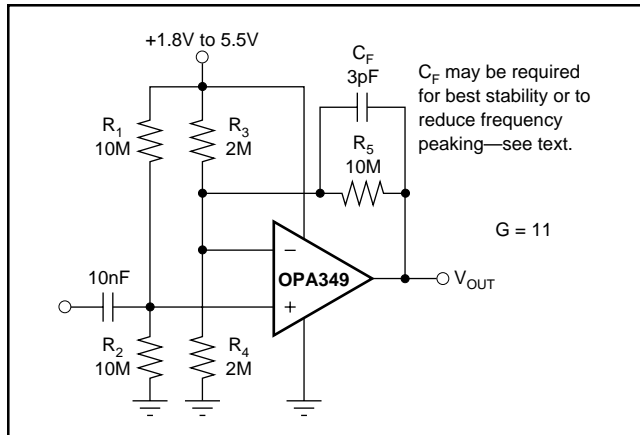 +1.8V to 5.5V
C_F
3pF
C_F may be required
for best stability or to
reduce frequency
peaking—see text.
R_1
10M
R_3
2M
R_5
10M
G = 11
−
OPA349
+
V_OUT
10nF
R_2
10M
R_4
2M